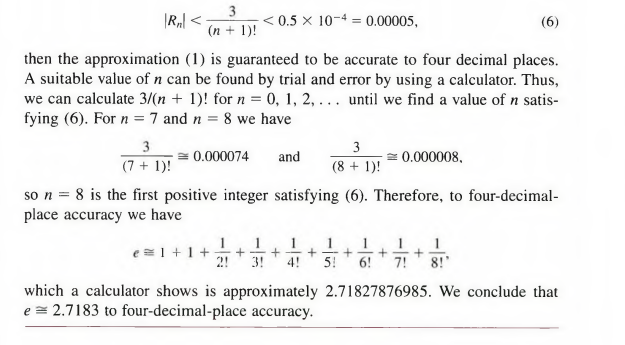 |Rₙ| < 3/(n + 1)! < 0.5 × 10⁻⁴ = 0.00005, (6)
then the approximation (1) is guaranteed to be accurate to four decimal places.
A suitable value of n can be found by trial and error by using a calculator. Thus,
we can calculate 3/(n + 1)! for n = 0, 1, 2, . . . until we find a value of n satis-
fying (6). For n = 7 and n = 8 we have
3/(7 + 1)! ≅ 0.000074 and 3/(8 + 1)! ≅ 0.000008,
so n = 8 is the first positive integer satisfying (6). Therefore, to four-decimal-
place accuracy we have
e ≅ 1 + 1 + 1/2! + 1/3! + 1/4! + 1/5! + 1/6! + 1/7! + 1/8!,
which a calculator shows is approximately 2.71827876985. We conclude that
e ≅ 2.7183 to four-decimal-place accuracy.